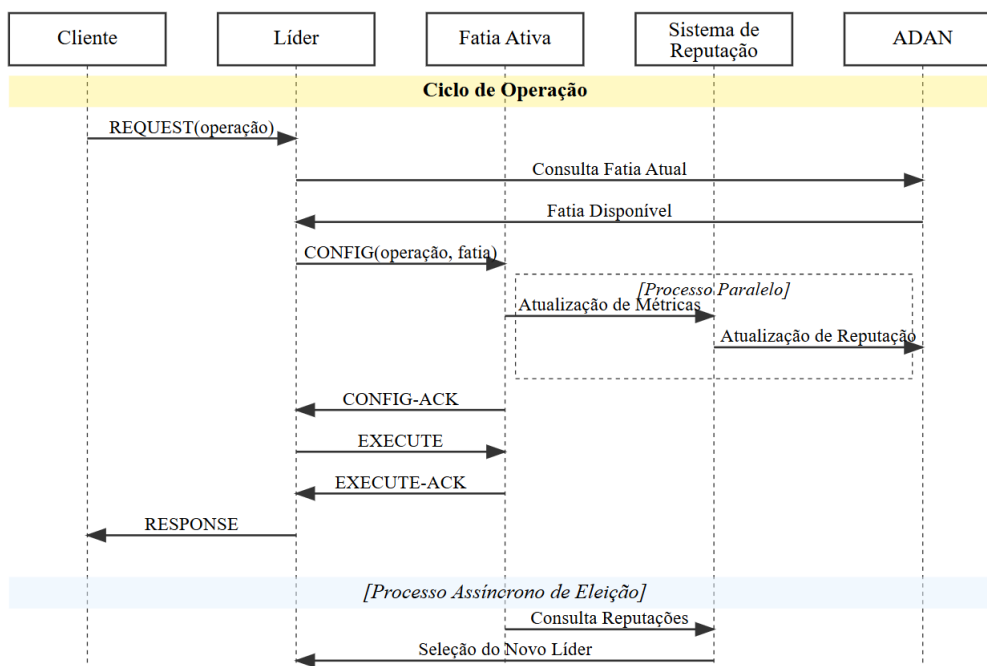 Cliente
Líder
Fatia Ativa
Sistema de
Reputação
ADAN
Ciclo de Operação
REQUEST(operação)
Consulta Fatia Atual
Fatia Disponível
CONFIG(operação, fatia)
[Processo Paralelo]
Atualização de Métricas
Atualização de Reputação
CONFIG-ACK
EXECUTE
EXECUTE-ACK
RESPONSE
[Processo Assíncrono de Eleição]
Consulta Reputações
Seleção do Novo Líder